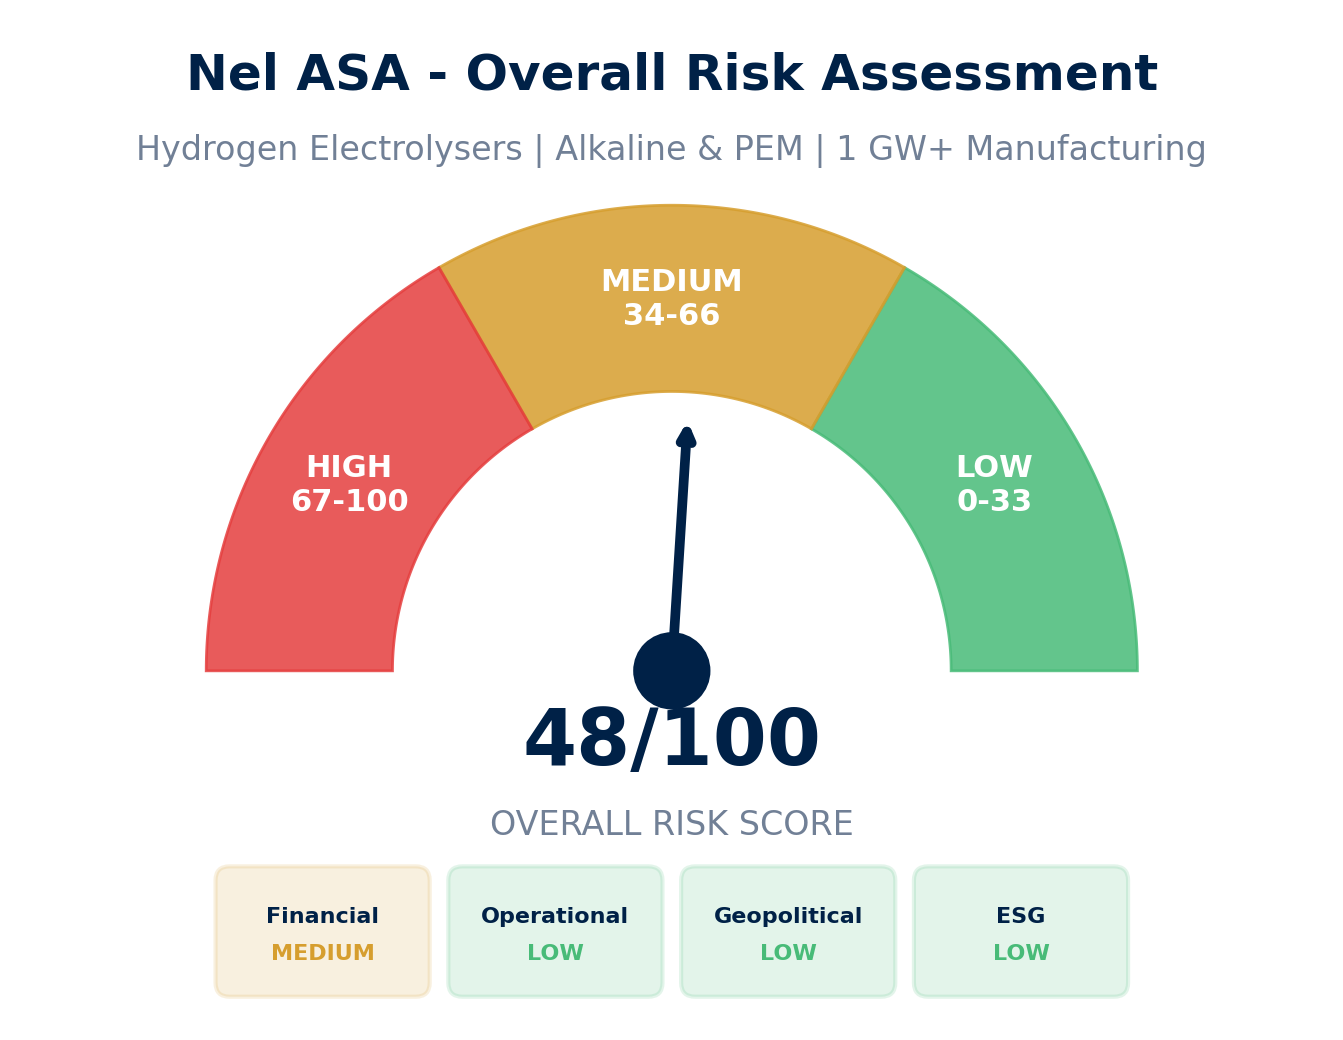 Nel ASA - Overall Risk Assessment
Hydrogen Electrolysers | Alkaline & PEM | 1 GW+ Manufacturing
MEDIUM
34-66
HIGH
67-100
LOW
0-33
48/100
OVERALL RISK SCORE
Financial
MEDIUM
Operational
LOW
Geopolitical
LOW
ESG
LOW